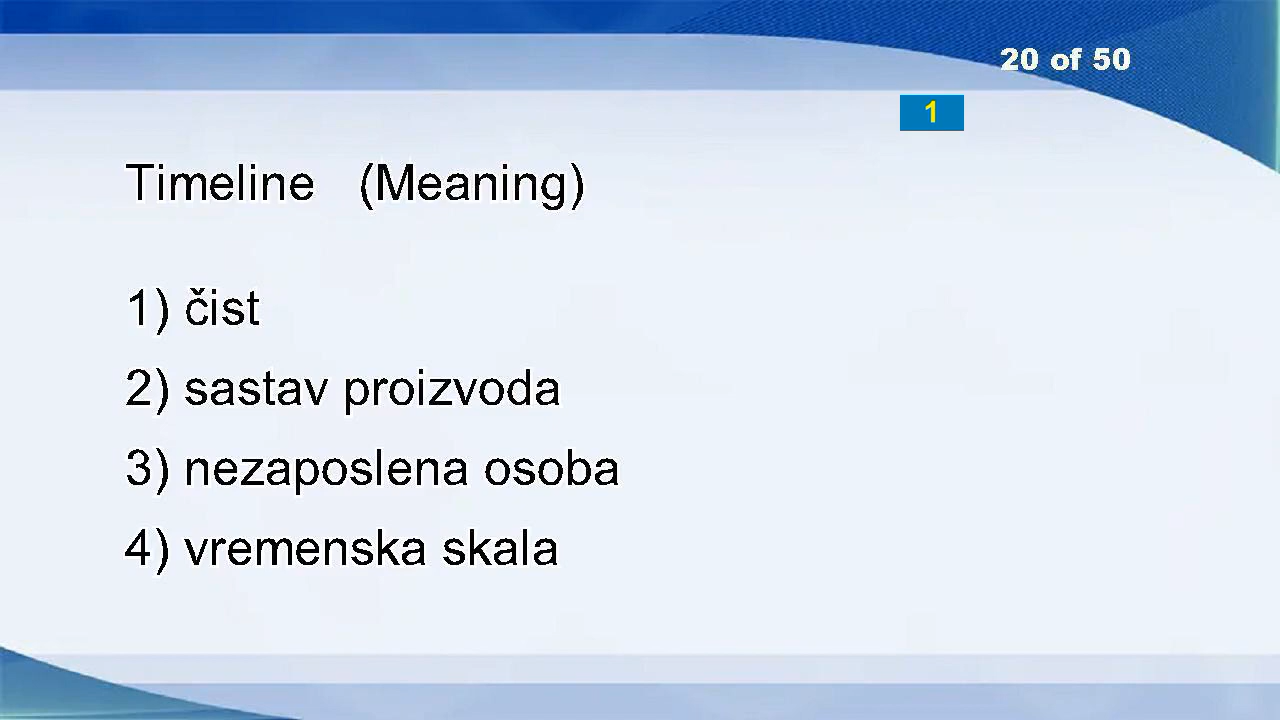 20 of 50
1
Timeline (Meaning)
1) čist
2) sastav proizvoda
3) nezaposlena osoba
4) vremenska skala